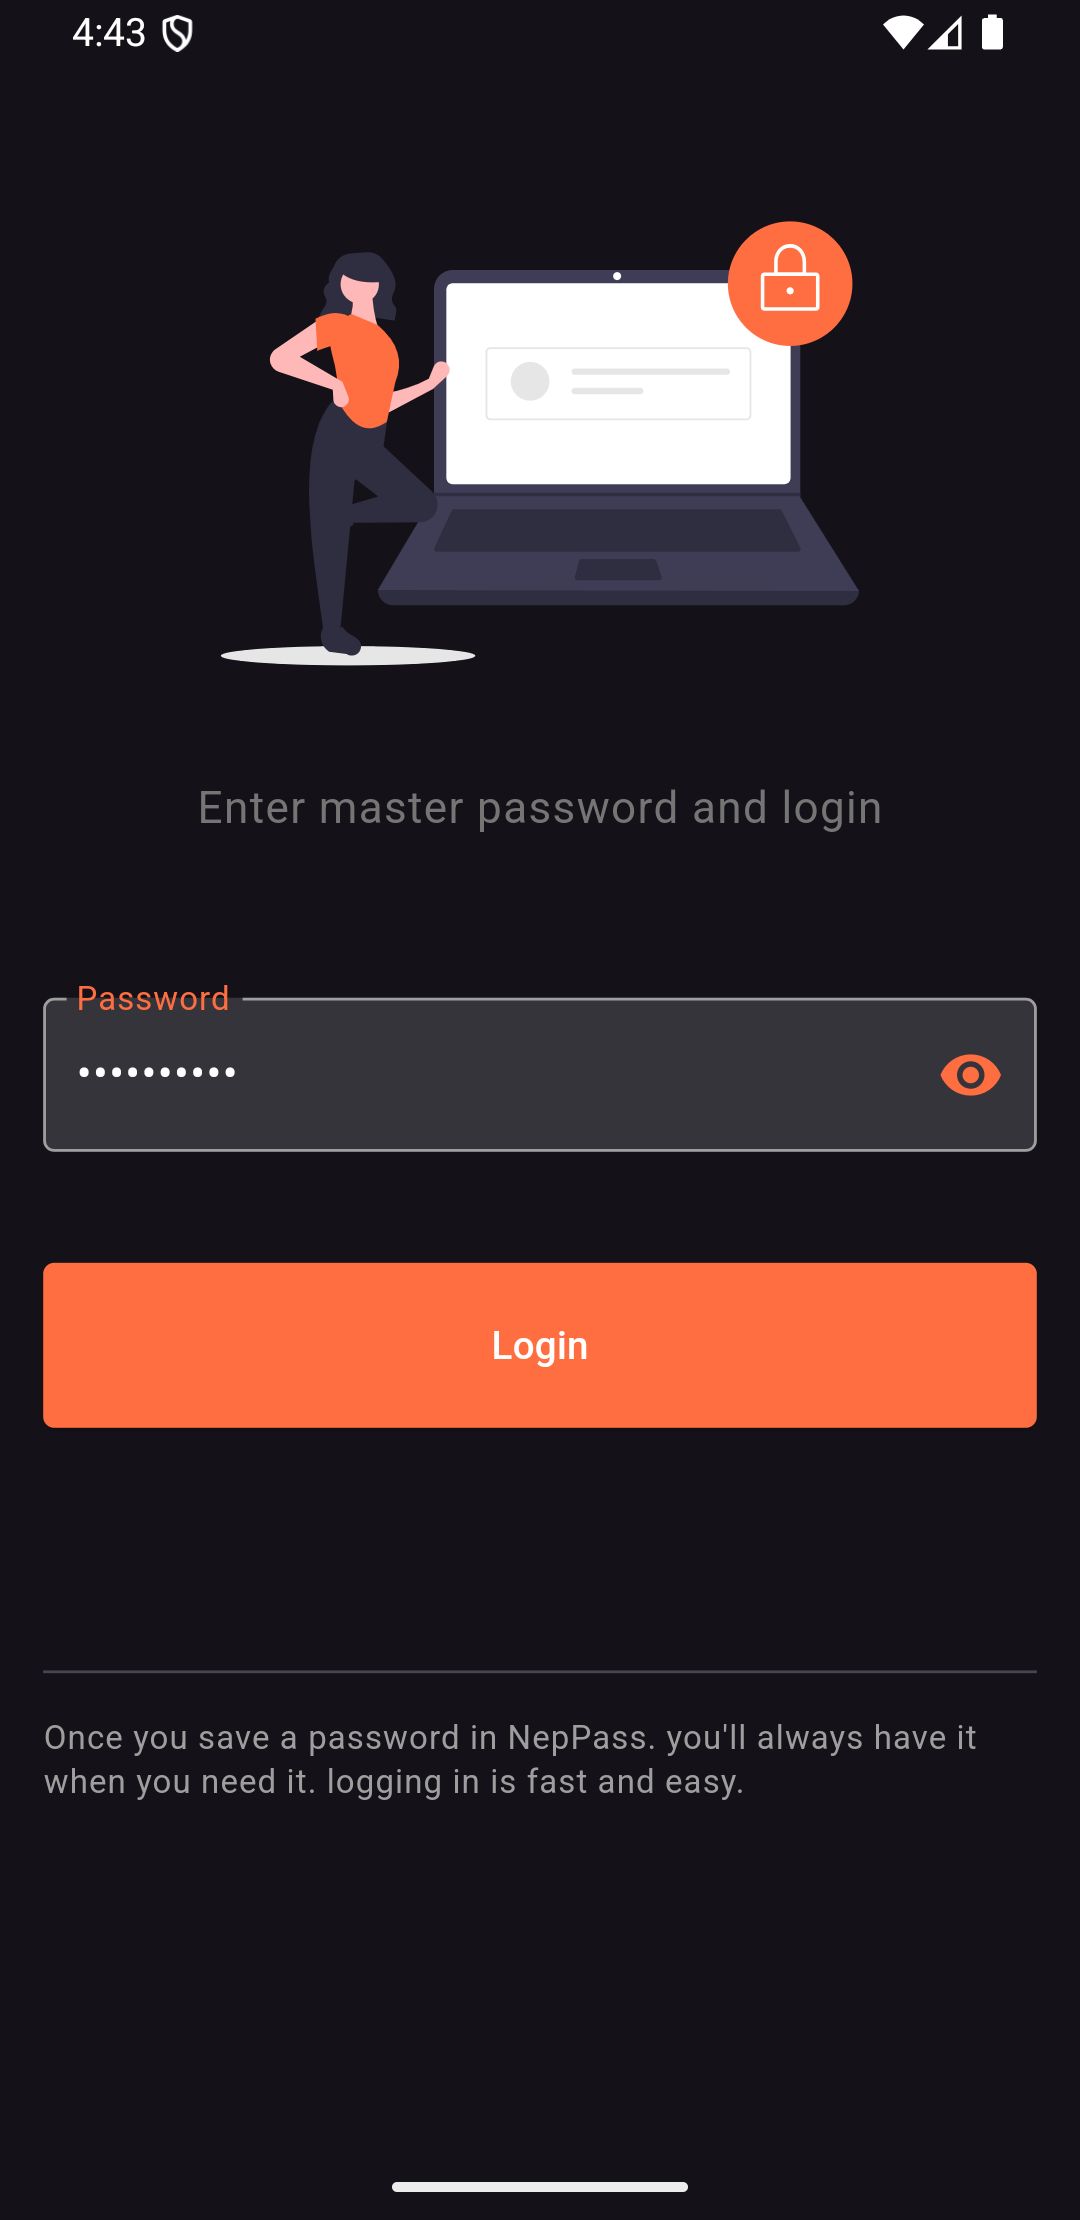 4:43
Enter master password and login
Password
••••••••••
Login
Once you save a password in NepPass. you'll always have it
when you need it. logging in is fast and easy.